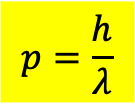 p = h/λ